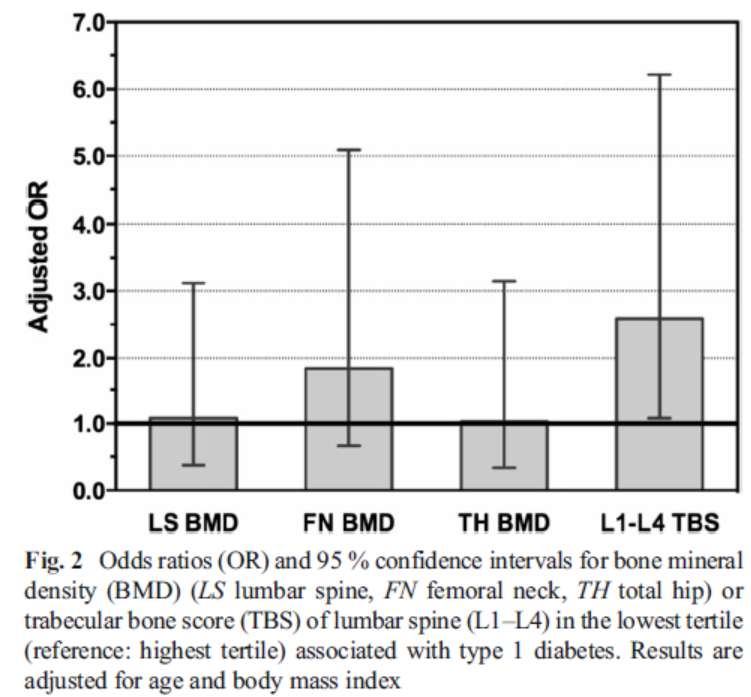 7.0
6.0
5.0
4.0
3.0
2.0
1.0
0.0
Adjusted OR
LS BMD FN BMD TH BMD L1-L4 TBS
Fig. 2 Odds ratios (OR) and 95 % confidence intervals for bone mineral
density (BMD) (LS lumbar spine, FN femoral neck, TH total hip) or
trabecular bone score (TBS) of lumbar spine (L1–L4) in the lowest tertile
(reference: highest tertile) associated with type 1 diabetes. Results are
adjusted for age and body mass index